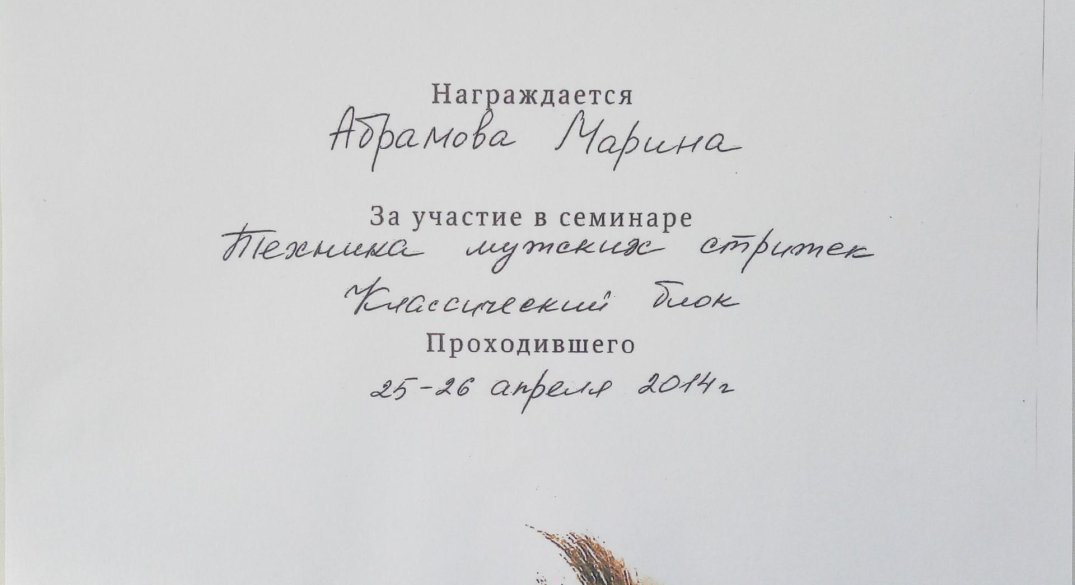 Награждается
Абрамова Марина
За участие в семинаре
Техника мужских стрижек
Классический блок
Проходившего
25-26 апреля 2014г